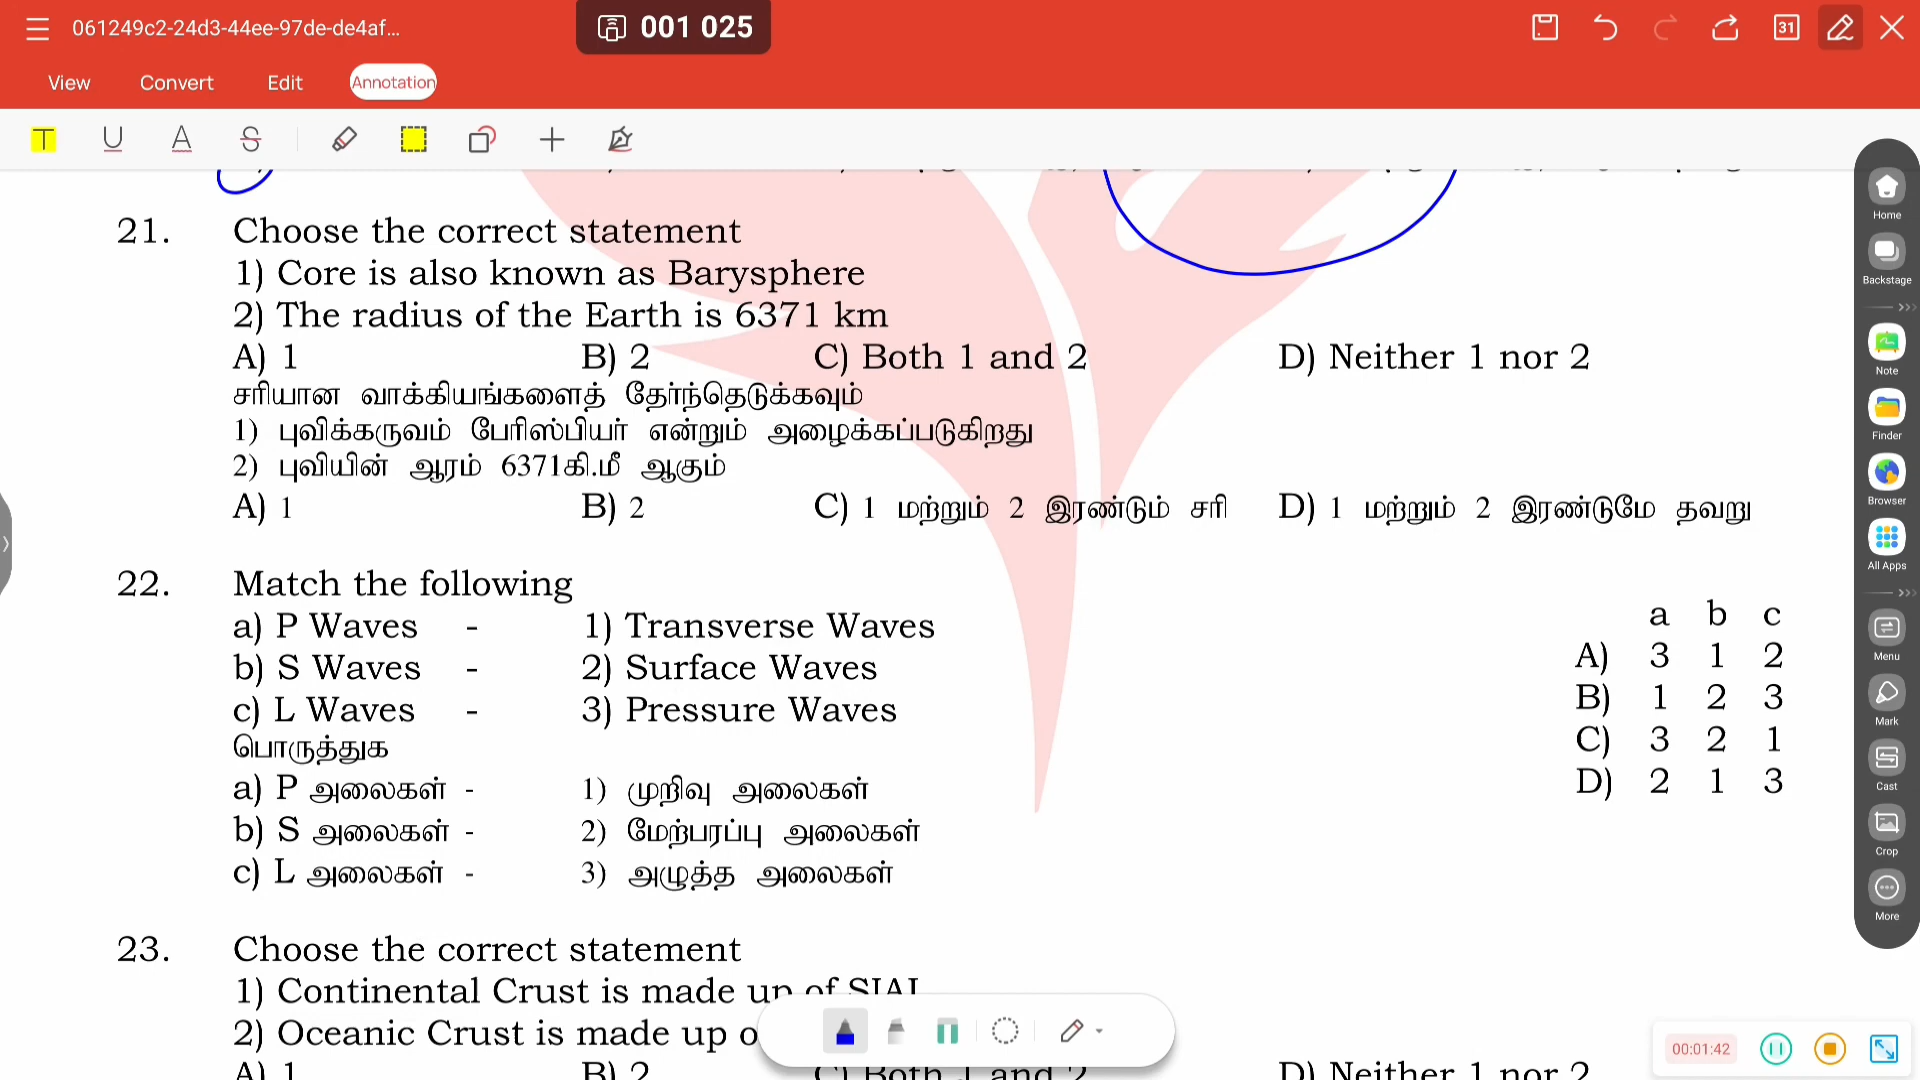 061249c2-24d3-44ee-97de-de4af...
001 025
31
View Convert Edit Annotation
T U A S
21. Choose the correct statement
1) Core is also known as Barysphere
2) The radius of the Earth is 6371 km
A) 1 B) 2 C) Both 1 and 2 D) Neither 1 nor 2
சரியான வாக்கியங்களைத் தேர்ந்தெடுக்கவும்
1) புவிக்கருவம் பேரிஸ்பியர் என்றும் அழைக்கப்படுகிறது
2) புவியின் ஆரம் 6371கி.மீ ஆகும்
A) 1 B) 2 C) 1 மற்றும் 2 இரண்டும் சரி D) 1 மற்றும் 2 இரண்டுமே தவறு
22. Match the following
a b c
a) P Waves - 1) Transverse Waves
A) 3 1 2
b) S Waves - 2) Surface Waves
B) 1 2 3
c) L Waves - 3) Pressure Waves
C) 3 2 1
பொருத்துக
D) 2 1 3
a) P அலைகள் - 1) முறிவு அலைகள்
b) S அலைகள் - 2) மேற்பரப்பு அலைகள்
c) L அலைகள் - 3) அழுத்த அலைகள்
23. Choose the correct statement
1) Continental Crust is made up of SIAL
2) Oceanic Crust is made up o
A) 1 B) 2 C) Both 1 and 2 D) Neither 1 nor 2
Home
Backstage
Note
Finder
Browser
All Apps
Menu
Mark
Cast
Crop
More
00:01:42